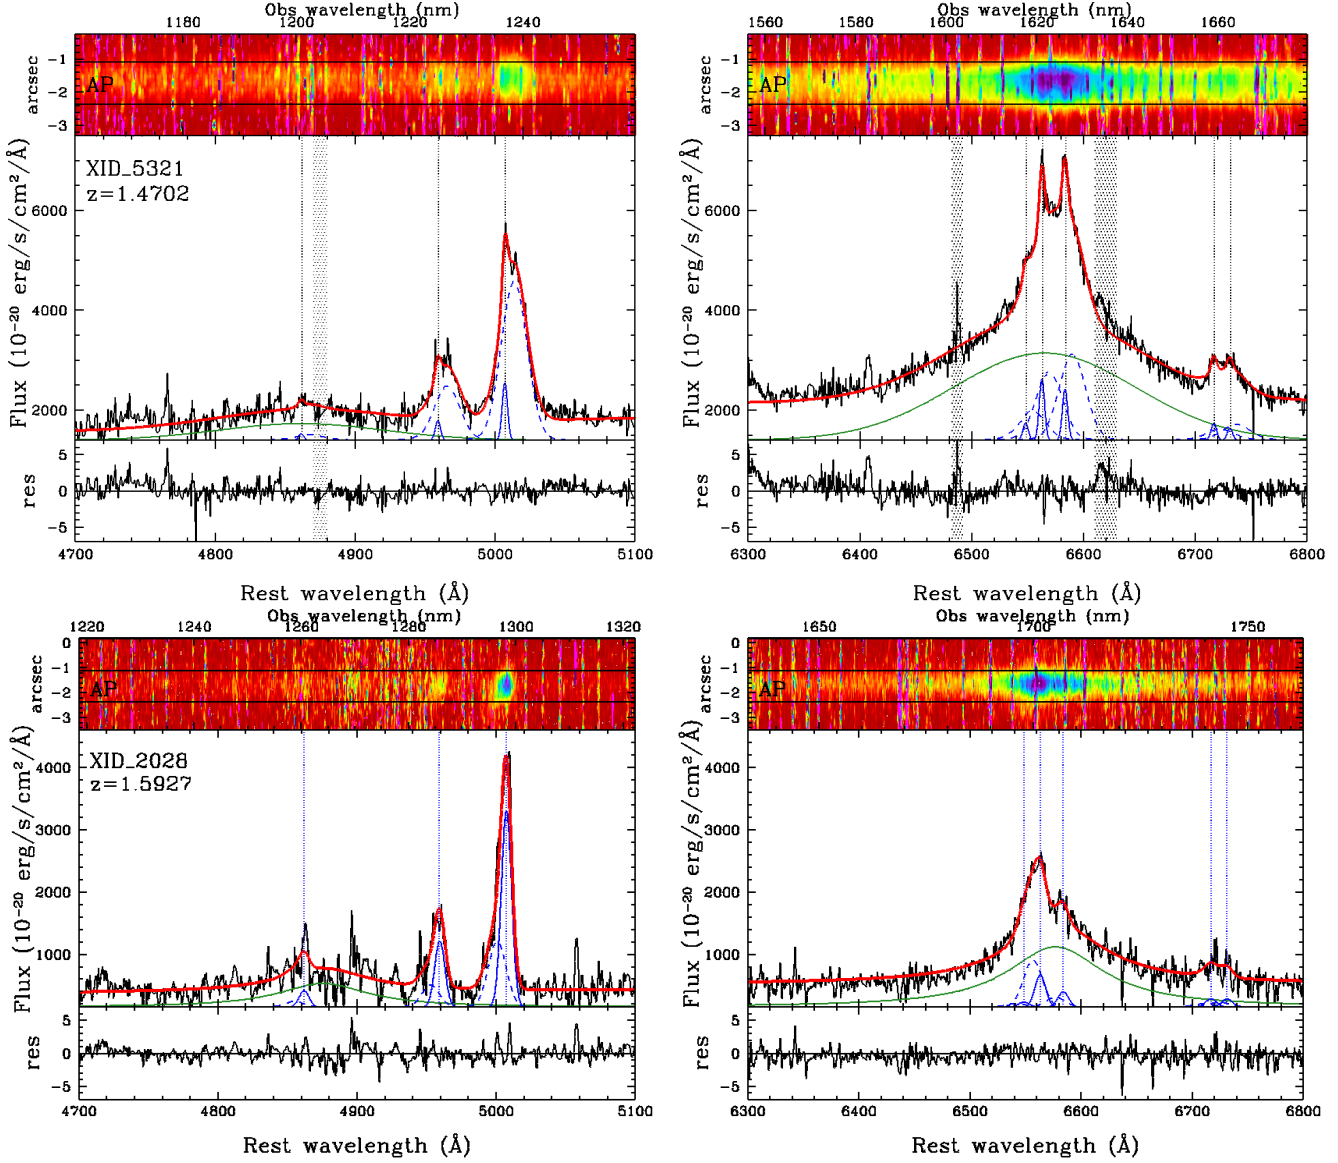 Obs wavelength (nm)
1180 1200 1220 1240
arcsec
-1
-2
-3
AP
XID_5321
z=1.4702
Flux (10⁻²⁰ erg/s/cm²/Å)
6000
4000
2000
res
5
0
-5
4700 4800 4900 5000 5100
Rest wavelength (Å)
Obs wavelength (nm)
1560 1580 1600 1620 1640 1660
arcsec
-1
-2
-3
AP
Flux (10⁻²⁰ erg/s/cm²/Å)
6000
4000
2000
res
5
0
-5
6300 6400 6500 6600 6700 6800
Rest wavelength (Å)
Obs wavelength (nm)
1220 1240 1260 1280 1300 1320
arcsec
0
-1
-2
-3
AP
XID_2028
z=1.5927
Flux (10⁻²⁰ erg/s/cm²/Å)
4000
3000
2000
1000
res
5
0
-5
4700 4800 4900 5000 5100
Rest wavelength (Å)
Obs wavelength (nm)
1650 1700 1750
arcsec
0
-1
-2
-3
AP
Flux (10⁻²⁰ erg/s/cm²/Å)
4000
3000
2000
1000
res
5
0
-5
6300 6400 6500 6600 6700 6800
Rest wavelength (Å)